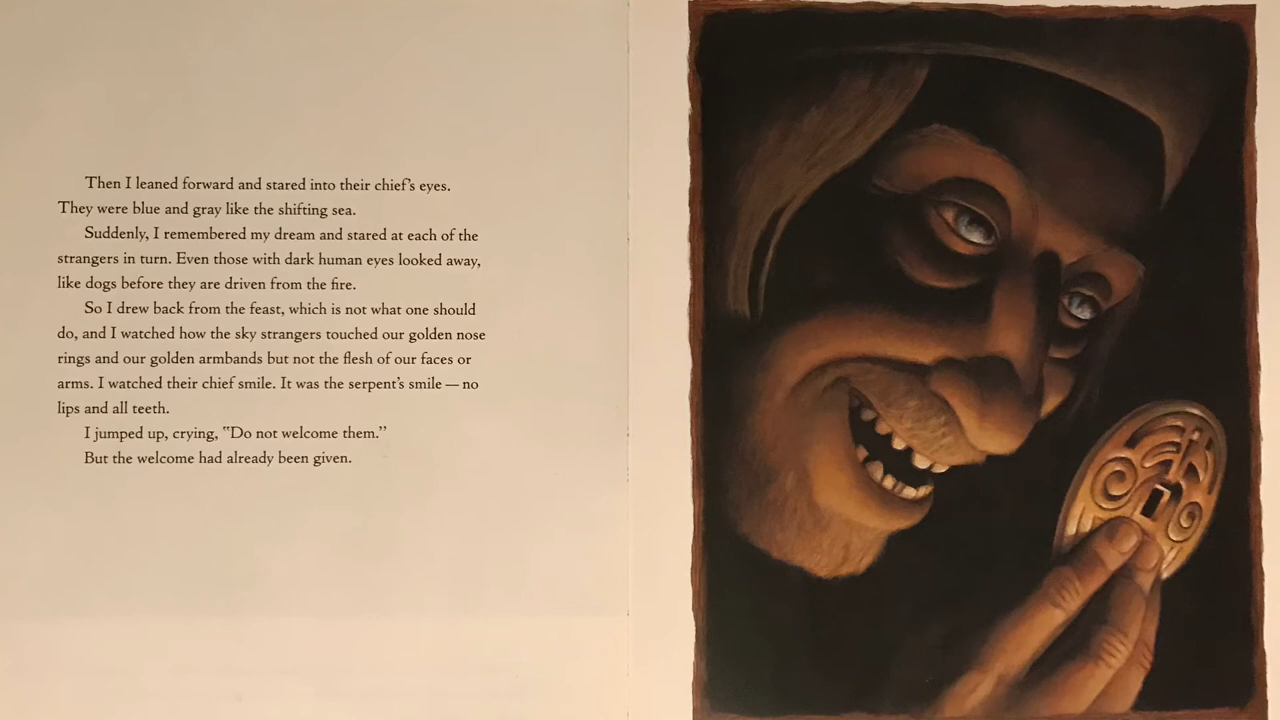 Then I leaned forward and stared into their chief's eyes.
They were blue and gray like the shifting sea.
Suddenly, I remembered my dream and stared at each of the
strangers in turn. Even those with dark human eyes looked away,
like dogs before they are driven from the fire.
So I drew back from the feast, which is not what one should
do, and I watched how the sky strangers touched our golden nose
rings and our golden armbands but not the flesh of our faces or
arms. I watched their chief smile. It was the serpent's smile — no
lips and all teeth.
I jumped up, crying, "Do not welcome them."
But the welcome had already been given.